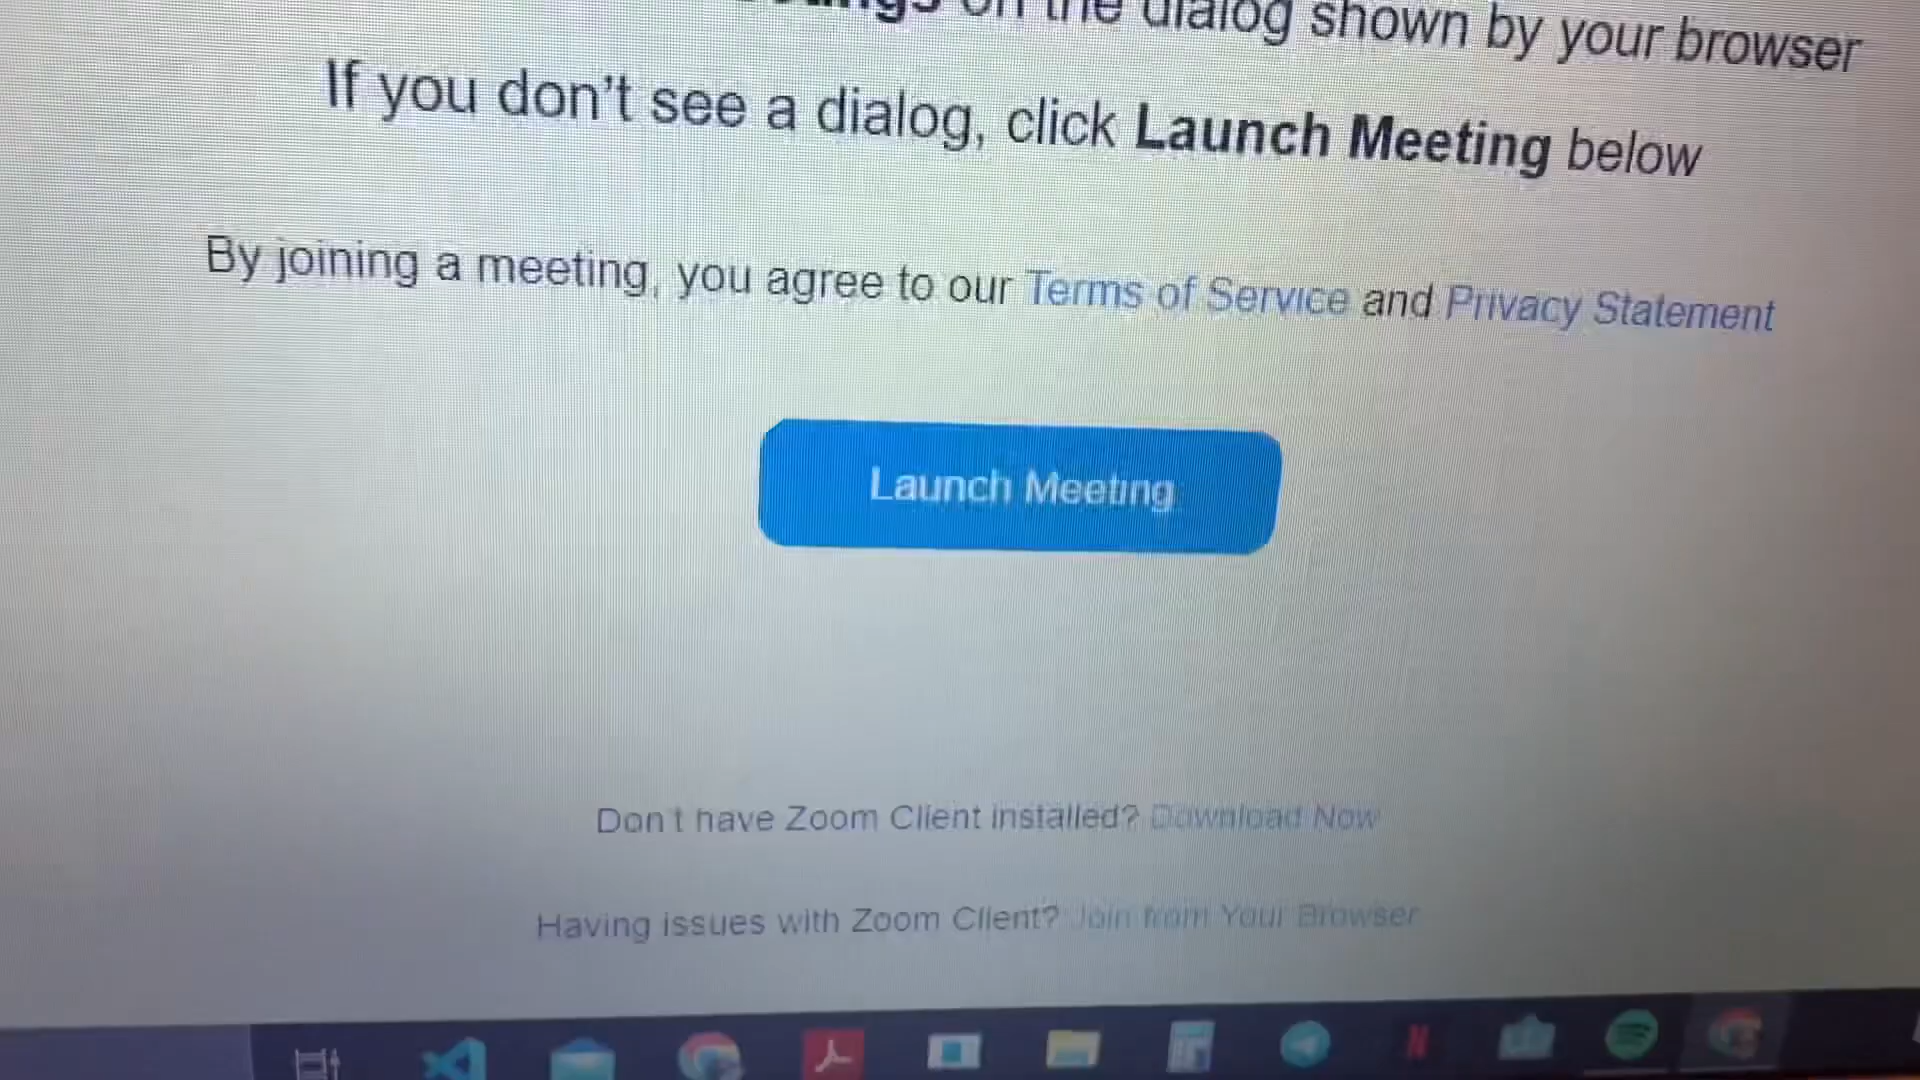 on the dialog shown by your browser
If you don't see a dialog, click Launch Meeting below
By joining a meeting, you agree to our Terms of Service and Privacy Statement
Launch Meeting
Don't have Zoom Client installed? Download Now
Having issues with Zoom Client? Join from Your Browser